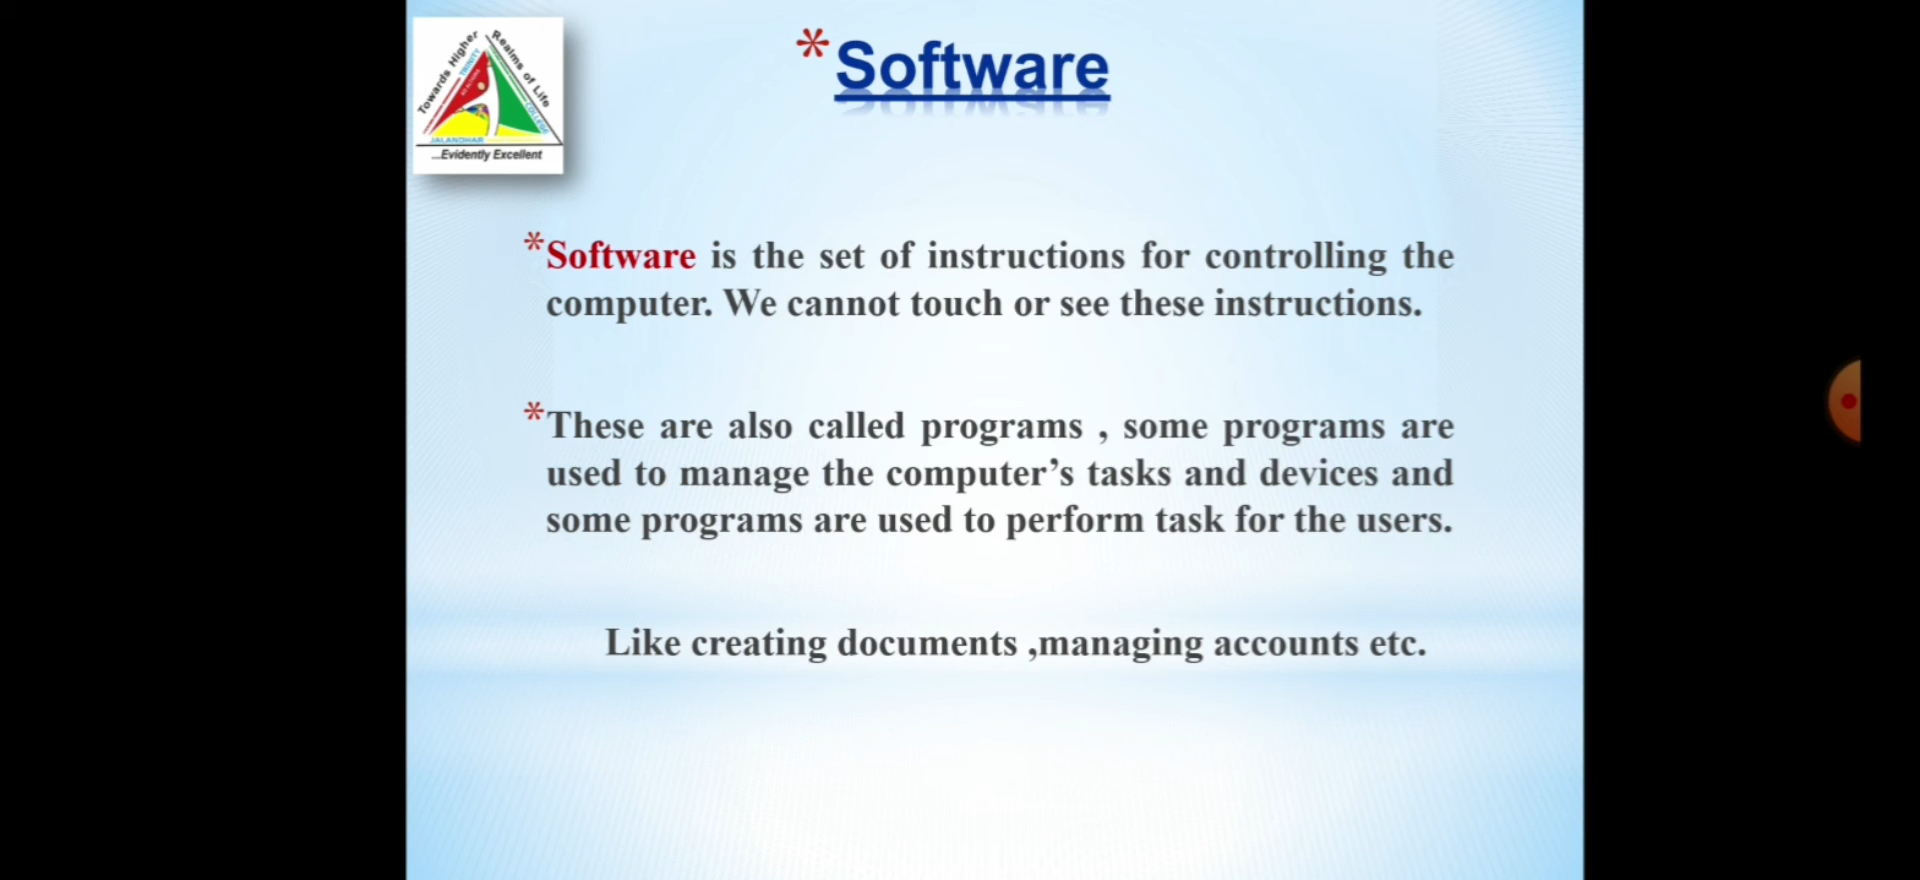 Towards Higher Realms of Life
TRINITY
COLLEGE
JALANDHAR
...Evidently Excellent
*Software
*Software is the set of instructions for controlling the
computer. We cannot touch or see these instructions.
*These are also called programs , some programs are
used to manage the computer’s tasks and devices and
some programs are used to perform task for the users.
Like creating documents ,managing accounts etc.